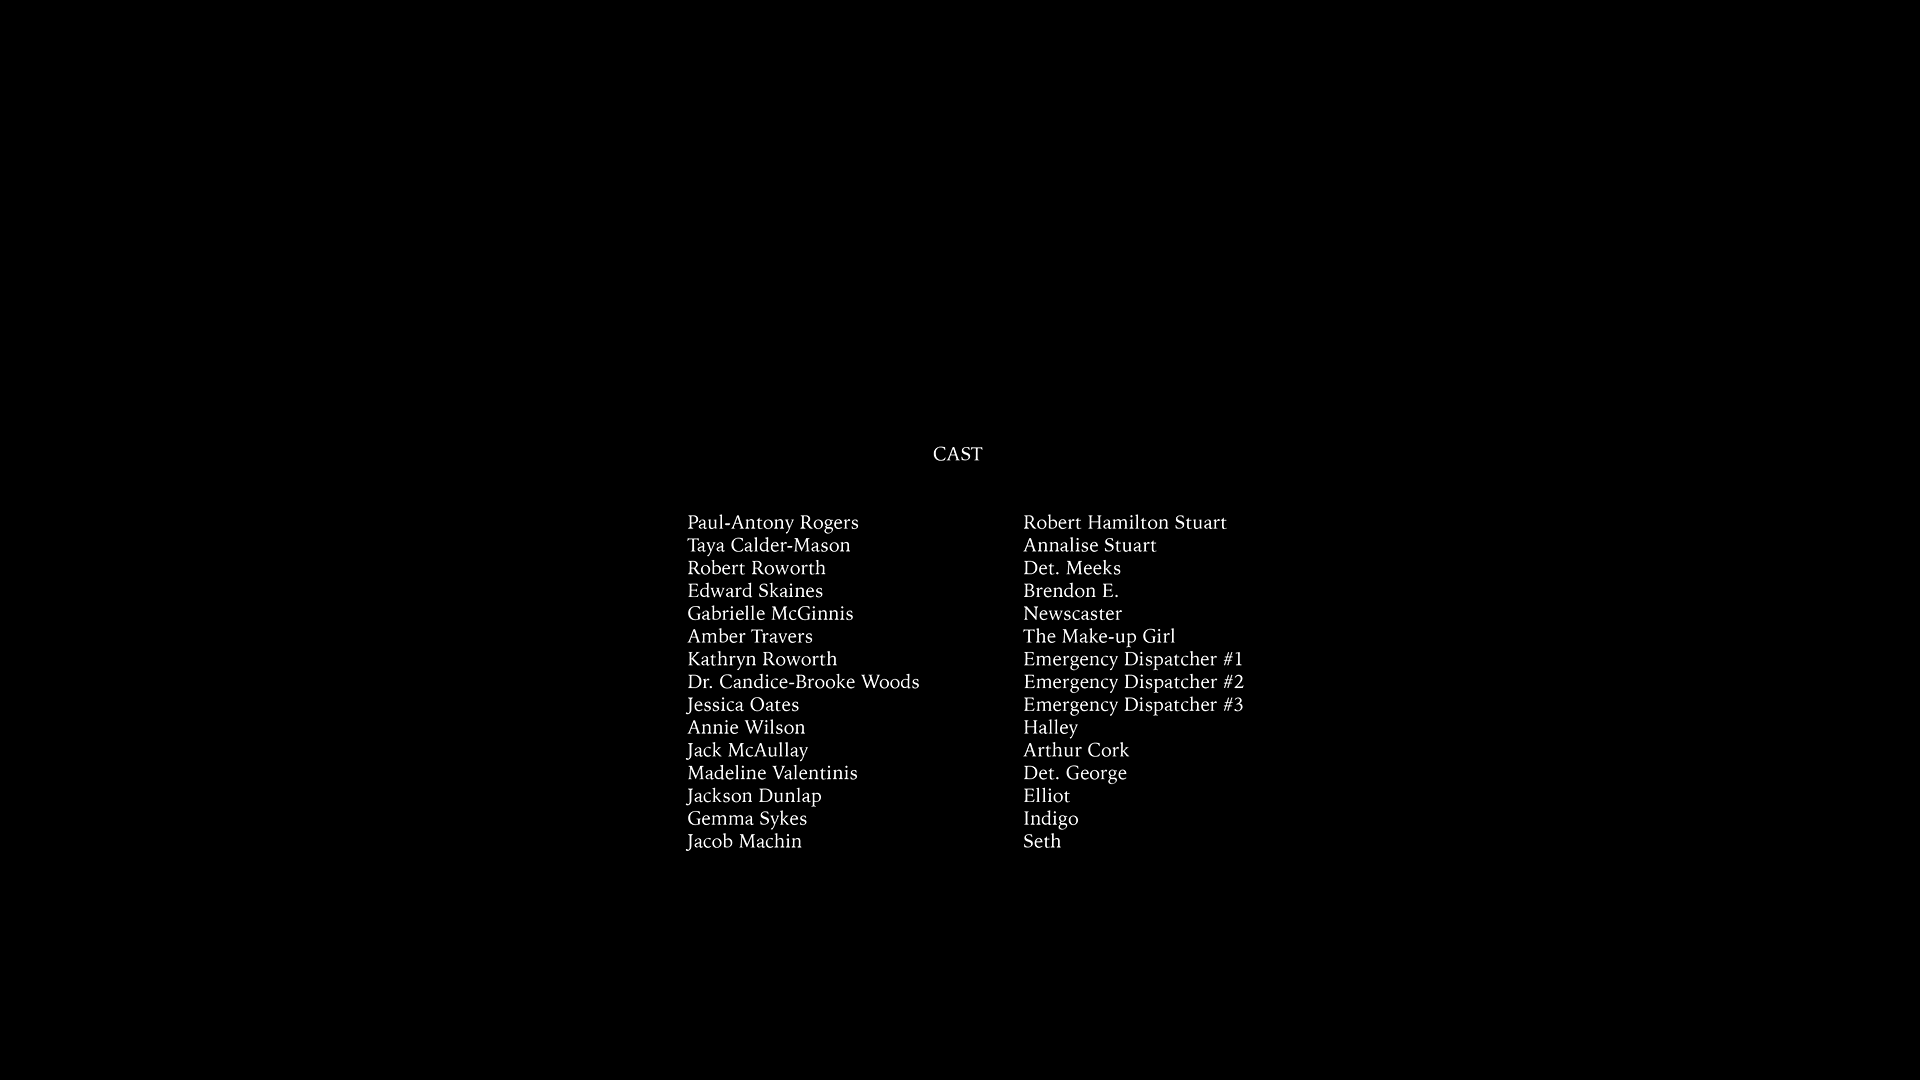 CAST
Paul-Antony Rogers Robert Hamilton Stuart
Taya Calder-Mason Annalise Stuart
Robert Roworth Det. Meeks
Edward Skaines Brendon E.
Gabrielle McGinnis Newscaster
Amber Travers The Make-up Girl
Kathryn Roworth Emergency Dispatcher #1
Dr. Candice-Brooke Woods Emergency Dispatcher #2
Jessica Oates Emergency Dispatcher #3
Annie Wilson Halley
Jack McAullay Arthur Cork
Madeline Valentinis Det. George
Jackson Dunlap Elliot
Gemma Sykes Indigo
Jacob Machin Seth